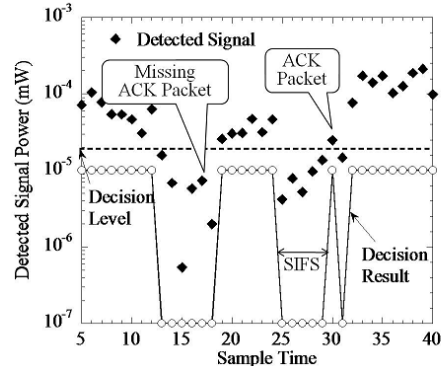 Detected Signal
Missing
ACK Packet
ACK
Packet
Decision
Level
SIFS
Decision
Result
Detected Signal Power (mW)
10⁻³
10⁻⁴
10⁻⁵
10⁻⁶
10⁻⁷
5 10 15 20 25 30 35 40
Sample Time